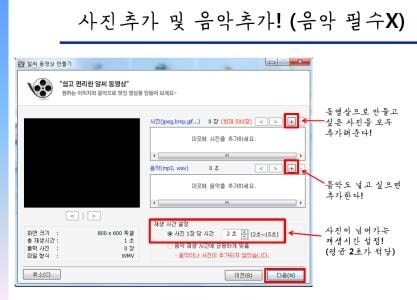 사진추가 및 음악추가! (음악 필수X)
알씨 동영상 만들기
"쉽고 편리한 알씨 동영상"
원하는 이미지와 음악으로 멋진 영상을 만들어 보세요~
사진(jpeg,bmp,gif...) 0 장 (최대 500장) < > +
이곳에 사진을 추가하세요.
동영상으로 만들고
싶은 사진을 모두
추가해준다!
음악(mp3, wav) 0 개 < > +
이곳에 음악을 추가하세요.
음악도 넣고 싶으면
추가한다!
< | >
화면 크기 : 800 x 600 픽셀
총 재생시간 : 1 초
출력 사진 : 0 장
파일 형식 : WMV
재생 시간 설정
사진 1장 당 시간 2 초 (2초~15초)
음악 재생 시간에 균등하게 맞춤
- 음악이나 사진이 추가되지 않았습니다.
사진이 넘어가는
재생시간 설정!
(평균 2초가 적당)
취소(C) 이전(B) 다음(N)